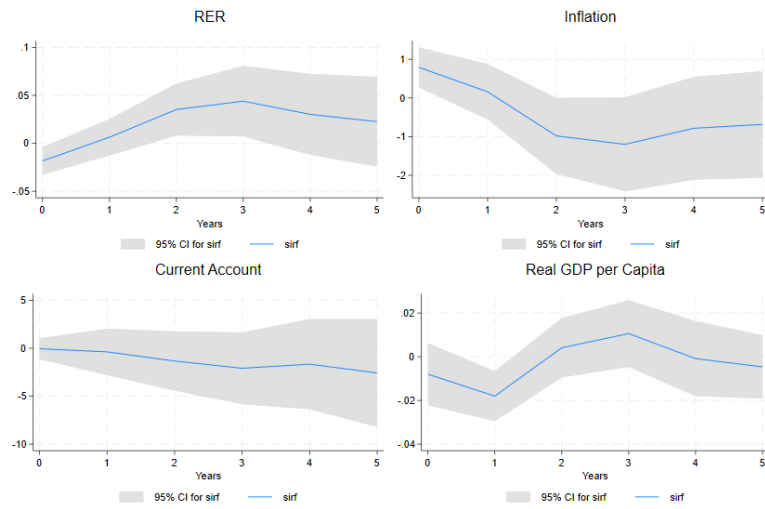 RER
.1
.05
0
-.05
0 1 2 3 4 5
Years
95% CI for sirf sirf
Inflation
1
0
-1
-2
0 1 2 3 4 5
Years
95% CI for sirf sirf
Current Account
5
0
-5
-10
0 1 2 3 4 5
Years
95% CI for sirf sirf
Real GDP per Capita
.02
0
-.02
-.04
0 1 2 3 4 5
Years
95% CI for sirf sirf